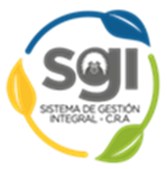 sgi
SISTEMA DE GESTIÓN
INTEGRAL - C.R.A